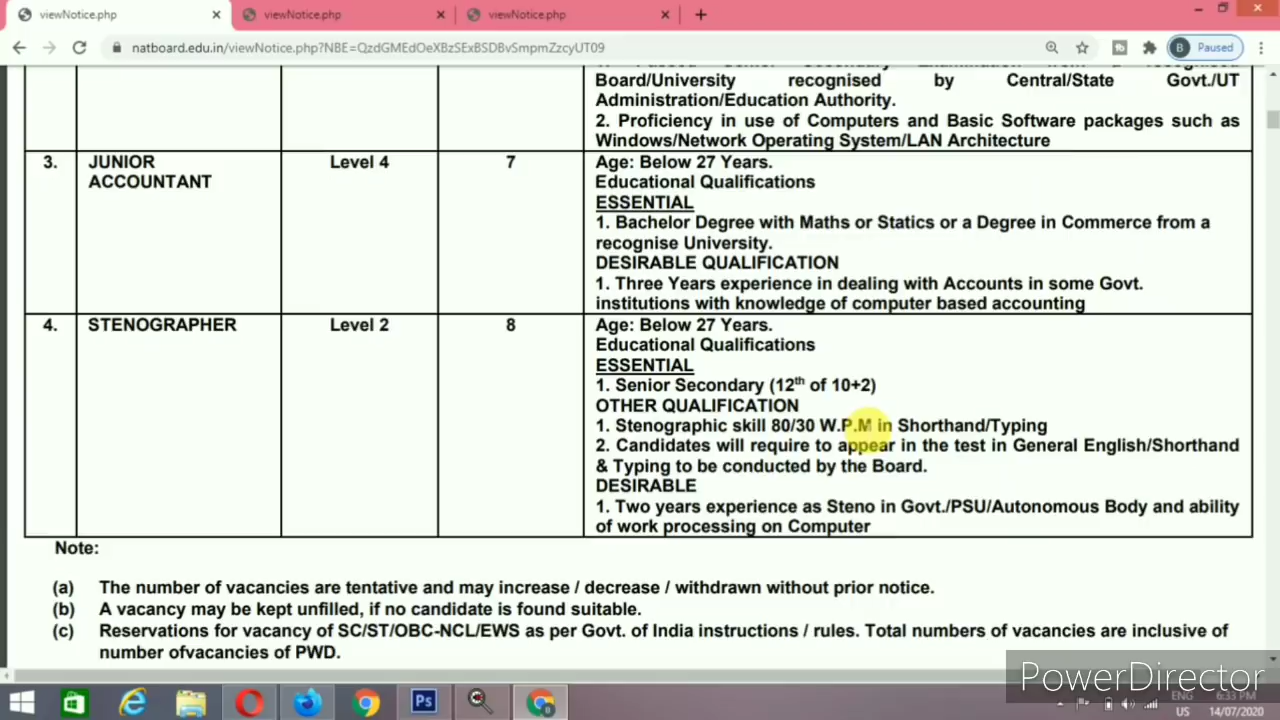 viewNotice.php
viewNotice.php
viewNotice.php
natboard.edu.in/viewNotice.php?NBE=QzdGMEdOeXBzSExBSDBvSmpmZzcyUT09
B Paused
Board/University recognised by Central/State Govt./UT
Administration/Education Authority.
2. Proficiency in use of Computers and Basic Software packages such as
Windows/Network Operating System/LAN Architecture
3. JUNIOR ACCOUNTANT Level 4 7
Age: Below 27 Years.
Educational Qualifications
ESSENTIAL
1. Bachelor Degree with Maths or Statics or a Degree in Commerce from a
recognise University.
DESIRABLE QUALIFICATION
1. Three Years experience in dealing with Accounts in some Govt.
institutions with knowledge of computer based accounting
4. STENOGRAPHER Level 2 8
Age: Below 27 Years.
Educational Qualifications
ESSENTIAL
1. Senior Secondary (12th of 10+2)
OTHER QUALIFICATION
1. Stenographic skill 80/30 W.P.M in Shorthand/Typing
2. Candidates will require to appear in the test in General English/Shorthand
& Typing to be conducted by the Board.
DESIRABLE
1. Two years experience as Steno in Govt./PSU/Autonomous Body and ability
of work processing on Computer
Note:
(a) The number of vacancies are tentative and may increase / decrease / withdrawn without prior notice.
(b) A vacancy may be kept unfilled, if no candidate is found suitable.
(c) Reservations for vacancy of SC/ST/OBC-NCL/EWS as per Govt. of India instructions / rules. Total numbers of vacancies are inclusive of
number ofvacancies of PWD.
PowerDirector
Ps
ENG
US
6:33 PM
14/07/2020